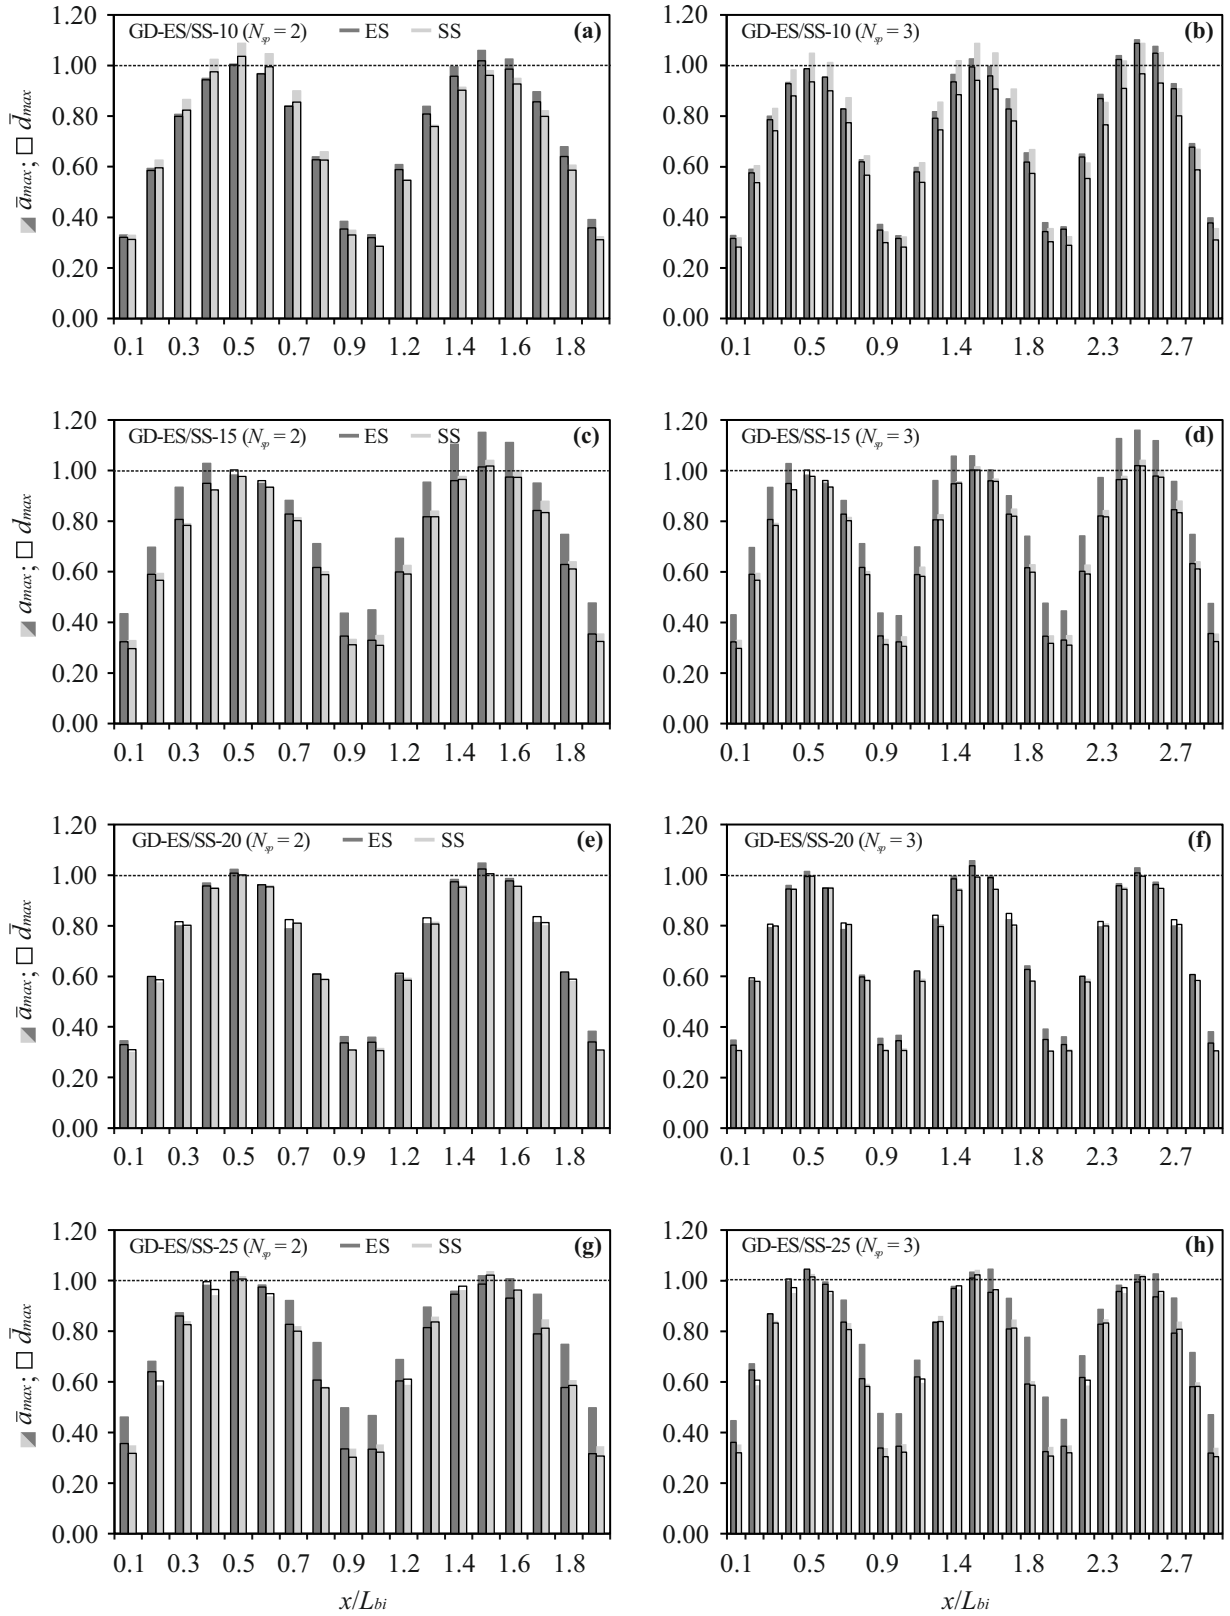 GD-ES/SS-10 (Nsp = 2) ES SS (a)
1.00
0.80
0.60
0.40
0.20
0.00
āmax; d̄max
0.1 0.3 0.5 0.7 0.9 1.2 1.4 1.6 1.8
GD-ES/SS-10 (Nsp = 3) (b)
1.00
0.80
0.60
0.40
0.20
0.00
0.1 0.5 0.9 1.4 1.8 2.3 2.7
1.20
GD-ES/SS-15 (Nsp = 2) ES SS (c)
1.00
0.80
0.60
0.40
0.20
0.00
amax; dmax
0.1 0.3 0.5 0.7 0.9 1.2 1.4 1.6 1.8
1.20
GD-ES/SS-15 (Nsp = 3) (d)
1.00
0.80
0.60
0.40
0.20
0.00
0.1 0.5 0.9 1.4 1.8 2.3 2.7
1.20
GD-ES/SS-20 (Nsp = 2) ES SS (e)
1.00
0.80
0.60
0.40
0.20
0.00
āmax; d̄max
0.1 0.3 0.5 0.7 0.9 1.2 1.4 1.6 1.8
1.20
GD-ES/SS-20 (Nsp = 3) (f)
1.00
0.80
0.60
0.40
0.20
0.00
0.1 0.5 0.9 1.4 1.8 2.3 2.7
1.20
GD-ES/SS-25 (Nsp = 2) ES SS (g)
1.00
0.80
0.60
0.40
0.20
0.00
āmax; d̄max
0.1 0.3 0.5 0.7 0.9 1.2 1.4 1.6 1.8
x/Lbi
1.20
GD-ES/SS-25 (Nsp = 3) (h)
1.00
0.80
0.60
0.40
0.20
0.00
0.1 0.5 0.9 1.4 1.8 2.3 2.7
x/Lbi